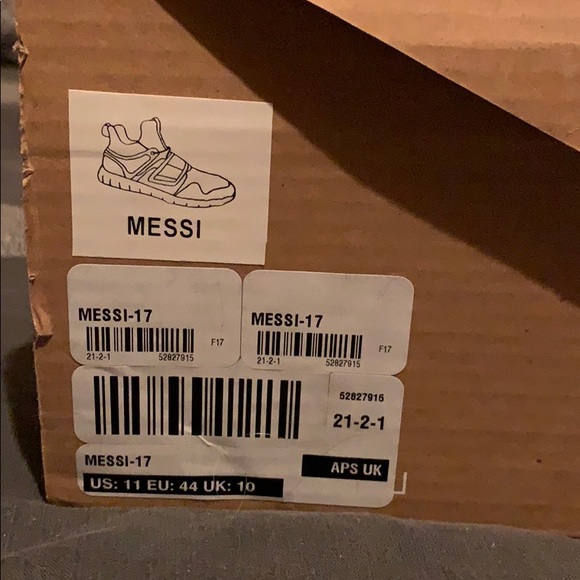 MESSI
MESSI-17
F17
21-2-1 52827915
MESSI-17
F17
21-2-1 52827915
52827915
21-2-1
MESSI-17
APS UK
US: 11 EU: 44 UK: 10